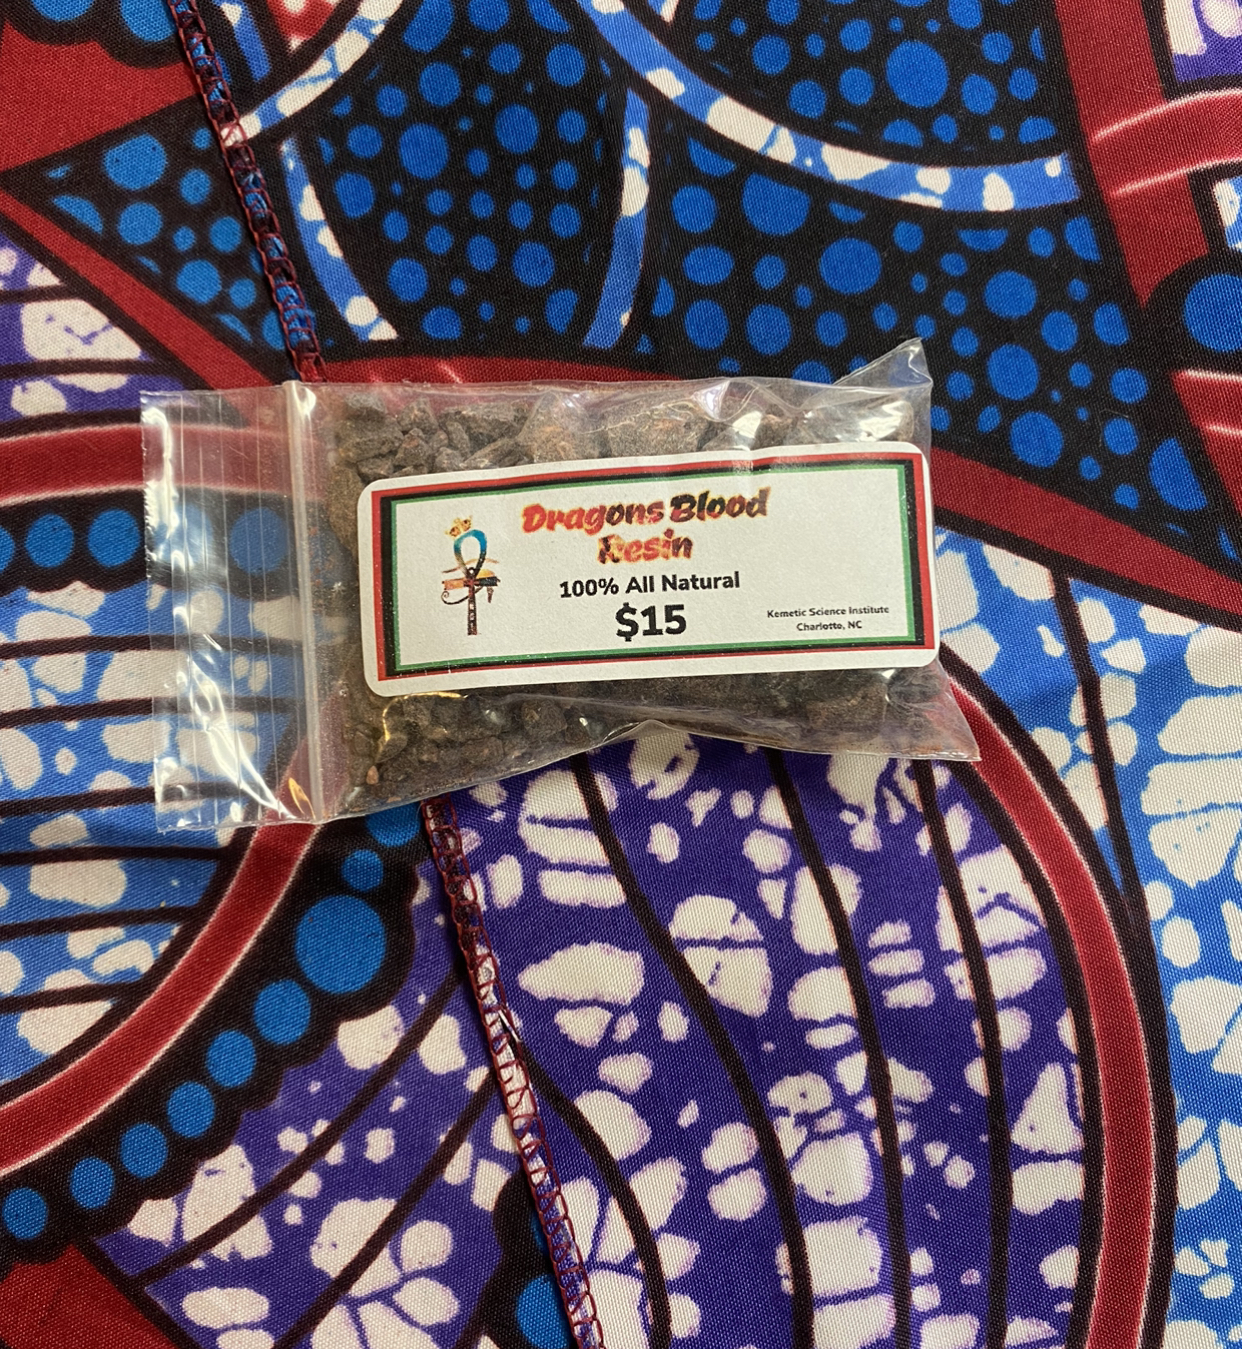 Dragons Blood
Resin
100% All Natural
$15
Kemetic Science Institute
Charlotte, NC